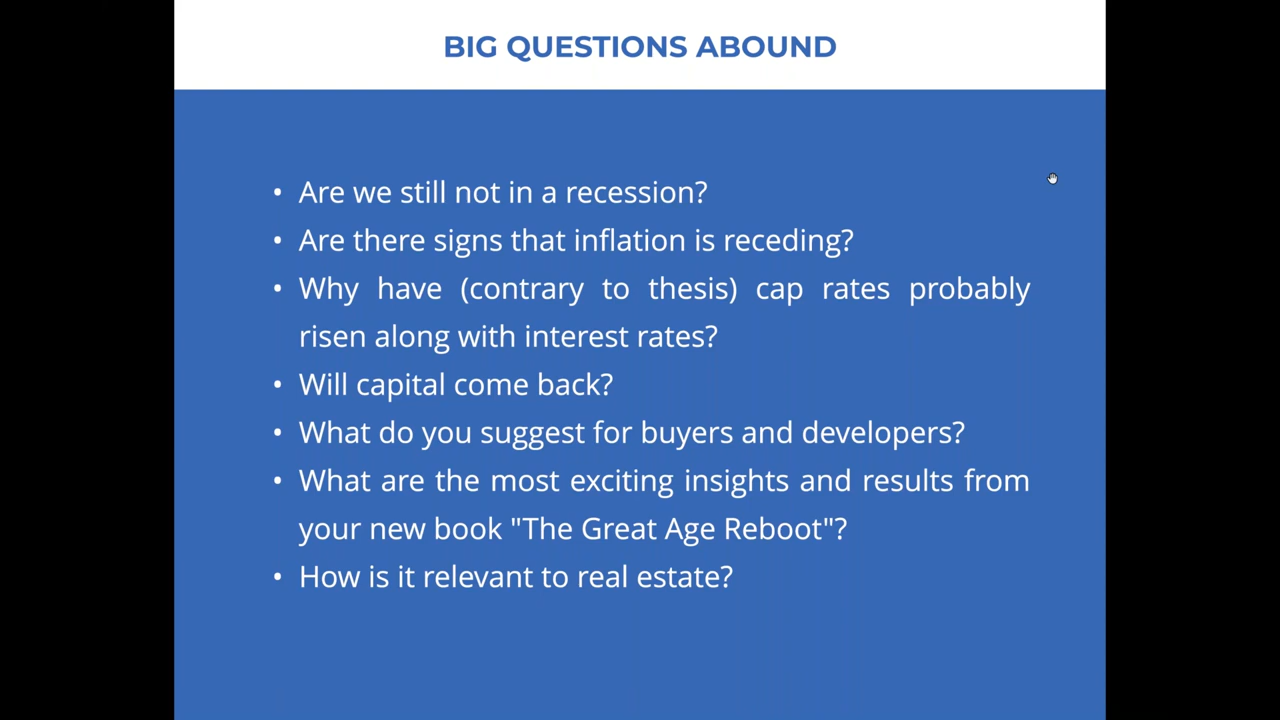 BIG QUESTIONS ABOUND
• Are we still not in a recession?
• Are there signs that inflation is receding?
• Why have (contrary to thesis) cap rates probably
risen along with interest rates?
• Will capital come back?
• What do you suggest for buyers and developers?
• What are the most exciting insights and results from
your new book "The Great Age Reboot"?
• How is it relevant to real estate?